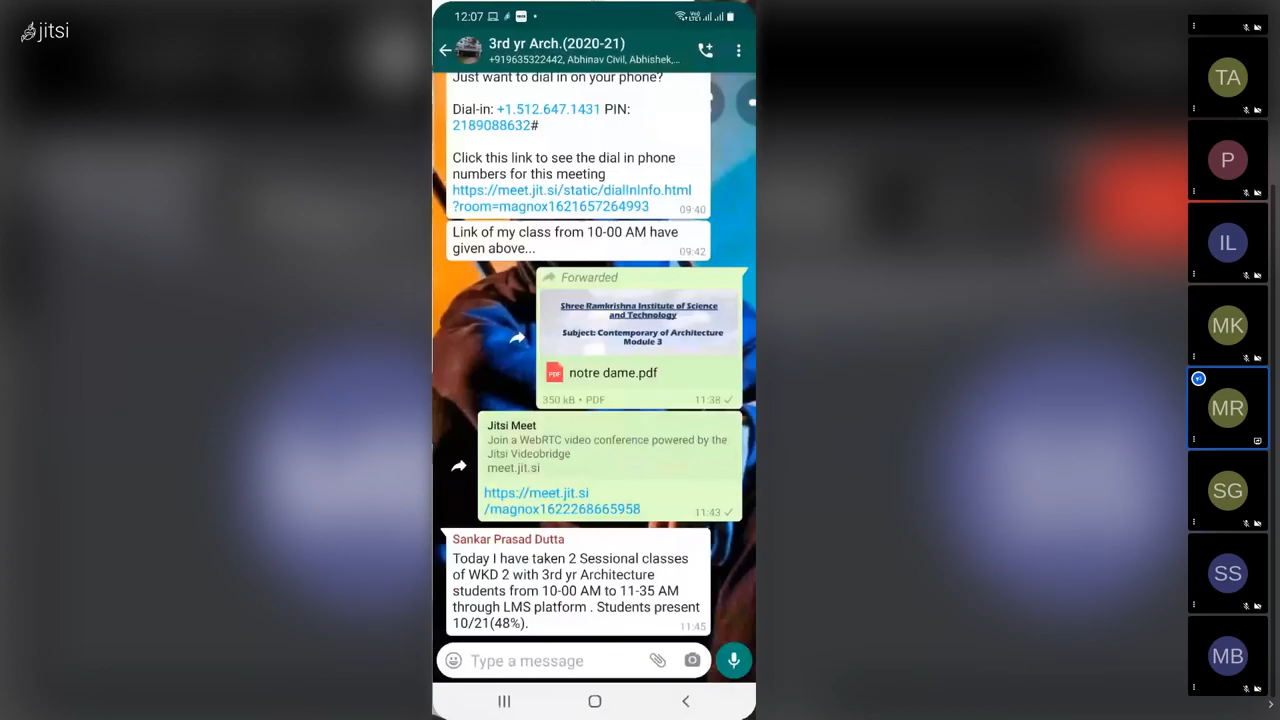 jitsi
12:07
3rd yr Arch.(2020-21)
+919635322442, Abhinav Civil, Abhishek,...
Just want to dial in on your phone?
Dial-in: +1.512.647.1431 PIN:
2189088632#
Click this link to see the dial in phone
numbers for this meeting
https://meet.jit.si/static/dialInInfo.html
?room=magnox1621657264993
09:40
Link of my class from 10-00 AM have
given above...
09:42
Forwarded
Shree Ramkrishna Institute of Science
and Technology
Subject: Contemporary of Architecture
Module 3
PDF
notre dame.pdf
350 kB • PDF
11:38
Jitsi Meet
Join a WebRTC video conference powered by the
Jitsi Videobridge
meet.jit.si
https://meet.jit.si
/magnox1622268665958
11:43
Sankar Prasad Dutta
Today I have taken 2 Sessional classes
of WKD 2 with 3rd yr Architecture
students from 10-00 AM to 11-35 AM
through LMS platform . Students present
10/21(48%).
11:45
Type a message
TA
P
IL
MK
MR
SG
SS
MB